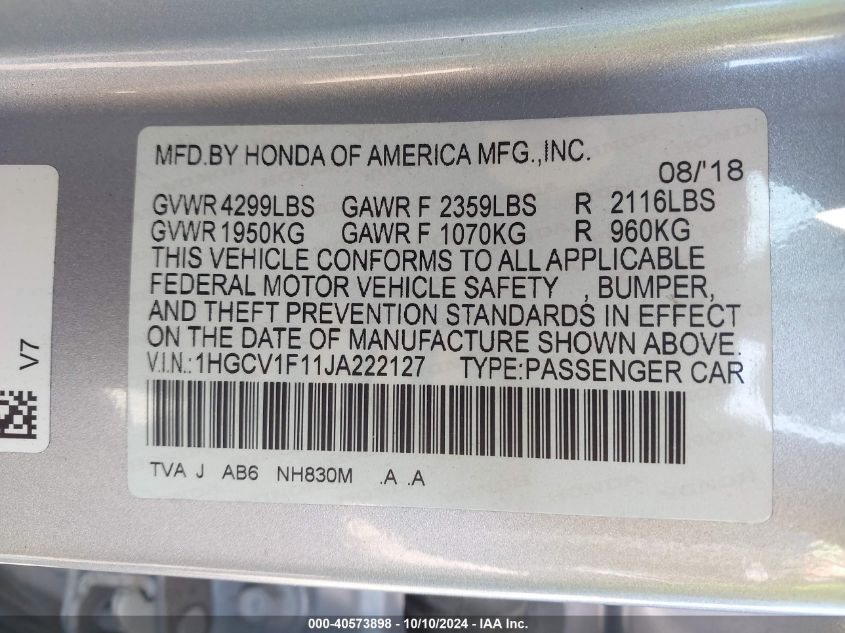 MFD.BY HONDA OF AMERICA MFG.,INC.
08/'18
GVWR 4299LBS GAWR F 2359LBS R 2116LBS
GVWR 1950KG GAWR F 1070KG R 960KG
THIS VEHICLE CONFORMS TO ALL APPLICABLE
FEDERAL MOTOR VEHICLE SAFETY , BUMPER,
AND THEFT PREVENTION STANDARDS IN EFFECT
ON THE DATE OF MANUFACTURE SHOWN ABOVE.
V.I.N.: 1HGCV1F11JA222127 TYPE:PASSENGER CAR
TVA J AB6 NH830M .A .A
V7
000-40573898 - 10/10/2024 - IAA Inc.